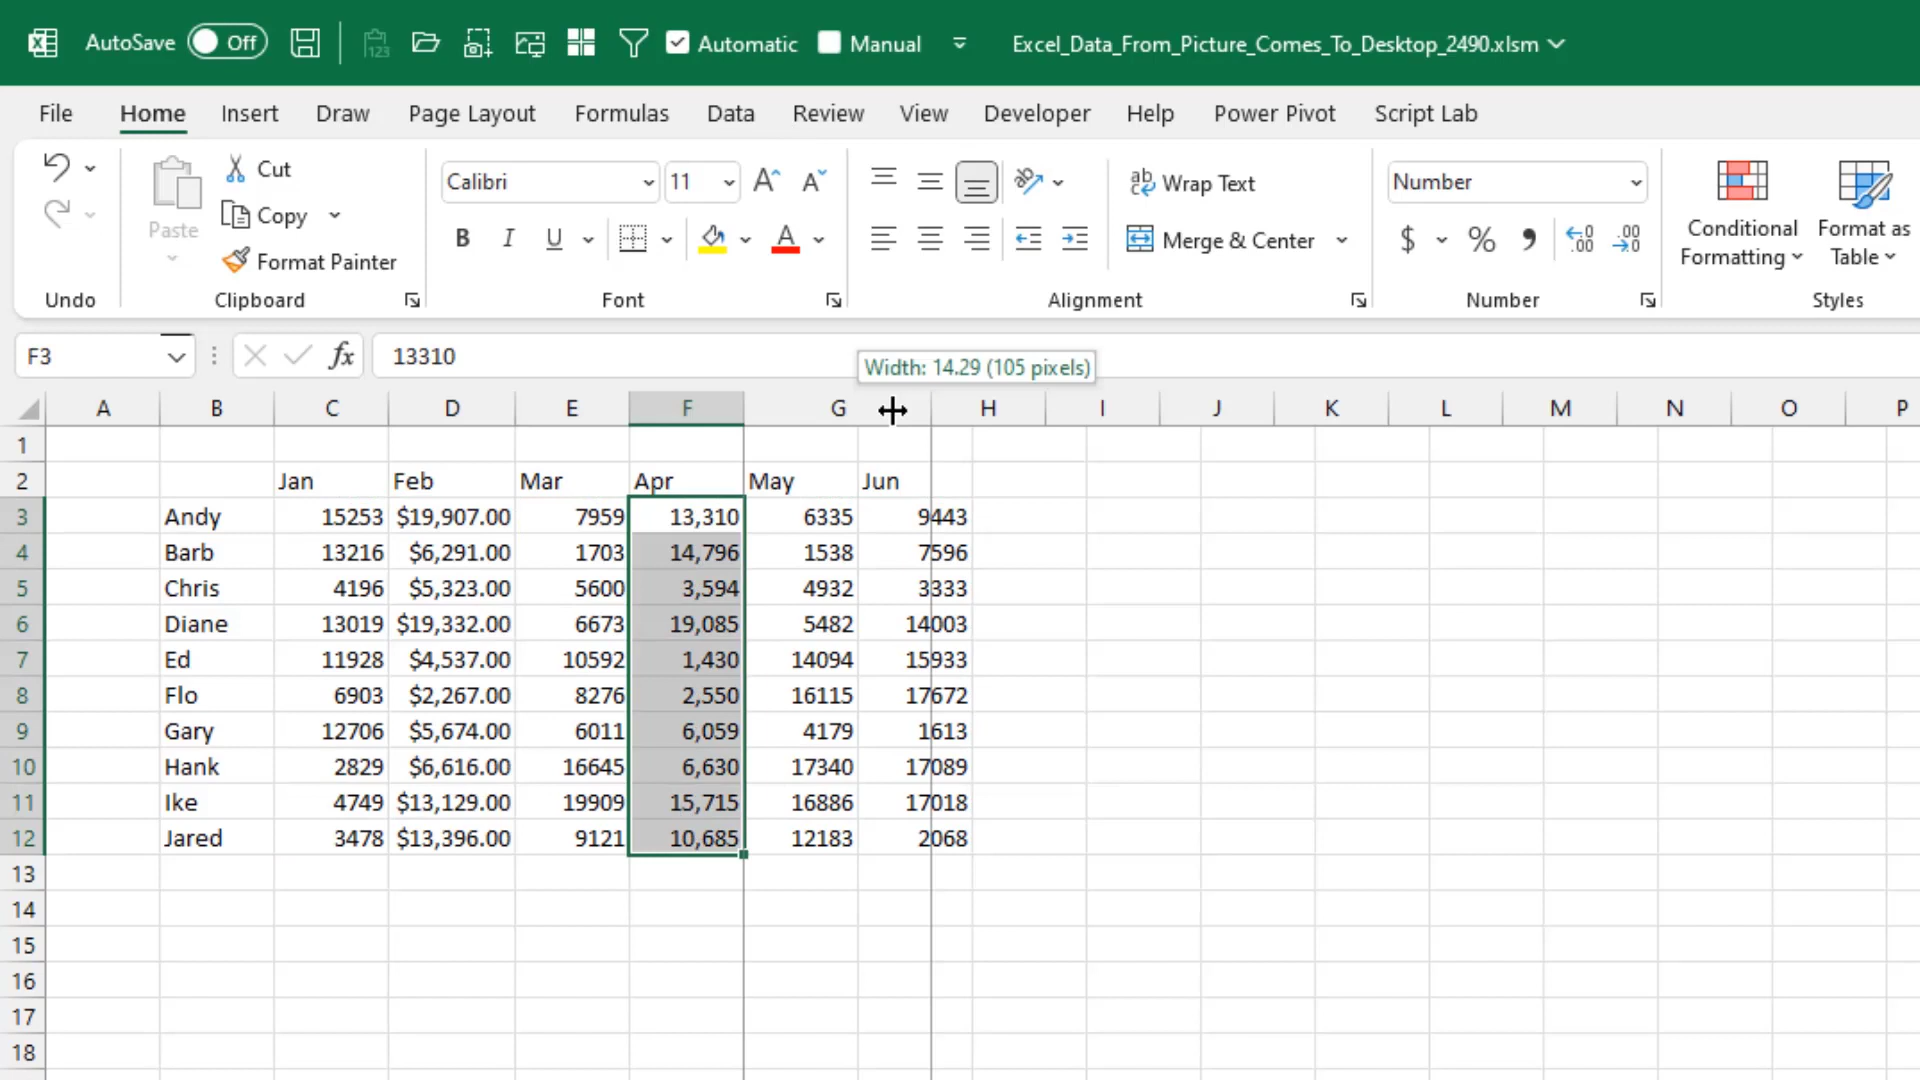 AutoSave Off Automatic Manual Excel_Data_From_Picture_Comes_To_Desktop_2490.xlsm
File Home Insert Draw Page Layout Formulas Data Review View Developer Help Power Pivot Script Lab
Paste
Cut
Copy
Format Painter
Calibri 11
B I U A
Wrap Text
Merge & Center
Number
$ %
Conditional Formatting
Format as Table
Undo Clipboard Font Alignment Number Styles
F3 fx 13310
Width: 14.29 (105 pixels)
A B C D E F G H I J K L M N O P
1
2 Jan Feb Mar Apr May Jun
3 Andy 15253 $19,907.00 7959 13,310 6335 9443
4 Barb 13216 $6,291.00 1703 14,796 1538 7596
5 Chris 4196 $5,323.00 5600 3,594 4932 3333
6 Diane 13019 $19,332.00 6673 19,085 5482 14003
7 Ed 11928 $4,537.00 10592 1,430 14094 15933
8 Flo 6903 $2,267.00 8276 2,550 16115 17672
9 Gary 12706 $5,674.00 6011 6,059 4179 1613
10 Hank 2829 $6,616.00 16645 6,630 17340 17089
11 Ike 4749 $13,129.00 19909 15,715 16886 17018
12 Jared 3478 $13,396.00 9121 10,685 12183 2068
13
14
15
16
17
18